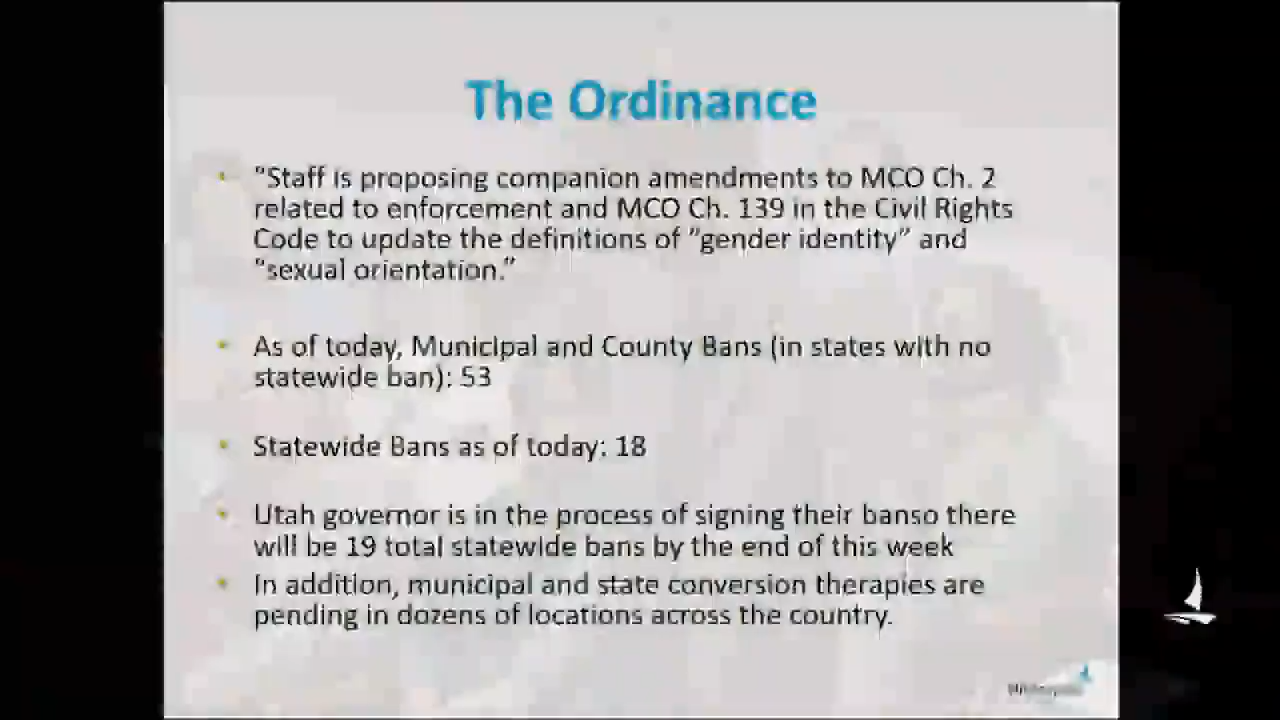 The Ordinance
“Staff is proposing companion amendments to MCO Ch. 2
related to enforcement and MCO Ch. 139 in the Civil Rights
Code to update the definitions of “gender identity” and
“sexual orientation.”
As of today, Municipal and County Bans (in states with no
statewide ban): 53
Statewide Bans as of today: 18
Utah governor is in the process of signing their banso there
will be 19 total statewide bans by the end of this week
In addition, municipal and state conversion therapies are
pending in dozens of locations across the country.